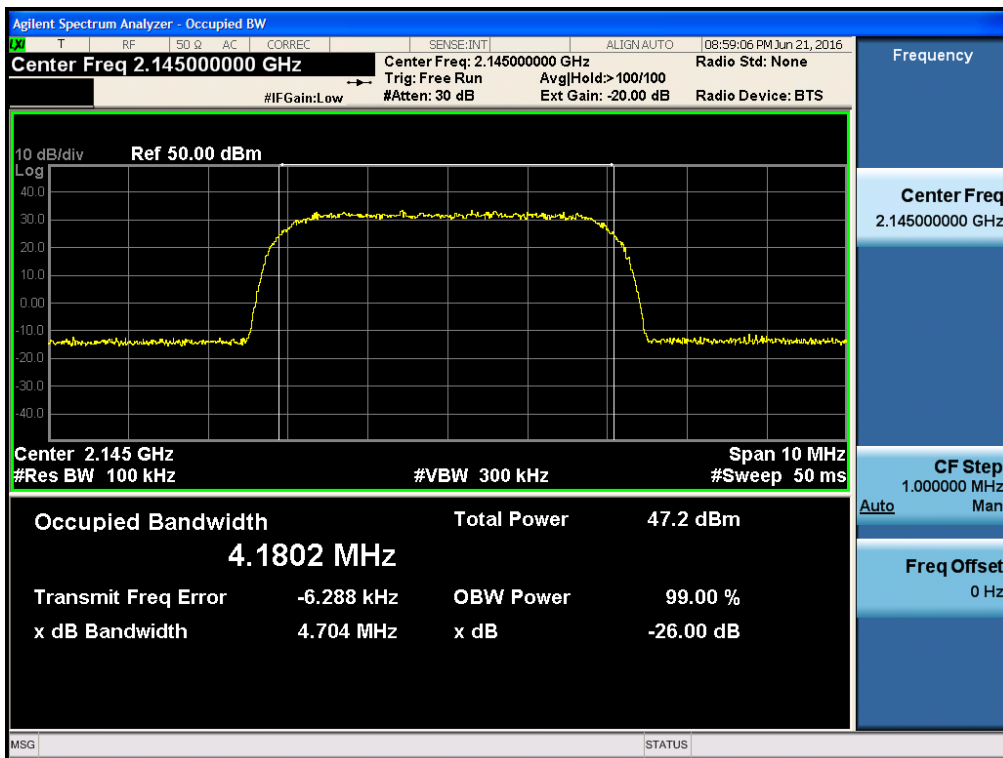 Agilent Spectrum Analyzer - Occupied BW
LXI T RF 50 Ω AC CORREC SENSE:INT ALIGN AUTO 08:59:06 PM Jun 21, 2016
Center Freq 2.145000000 GHz Center Freq: 2.145000000 GHz Radio Std: None
Trig: Free Run Avg|Hold:>100/100
#IFGain:Low #Atten: 30 dB Ext Gain: -20.00 dB Radio Device: BTS
10 dB/div Ref 50.00 dBm
Log
40.0
30.0
20.0
10.0
0.00
-10.0
-20.0
-30.0
-40.0
Center 2.145 GHz Span 10 MHz
#Res BW 100 kHz #VBW 300 kHz #Sweep 50 ms
Occupied Bandwidth Total Power 47.2 dBm
4.1802 MHz
Transmit Freq Error -6.288 kHz OBW Power 99.00 %
x dB Bandwidth 4.704 MHz x dB -26.00 dB
Frequency
Center Freq
2.145000000 GHz
CF Step
1.000000 MHz
Auto Man
Freq Offset
0 Hz
MSG STATUS